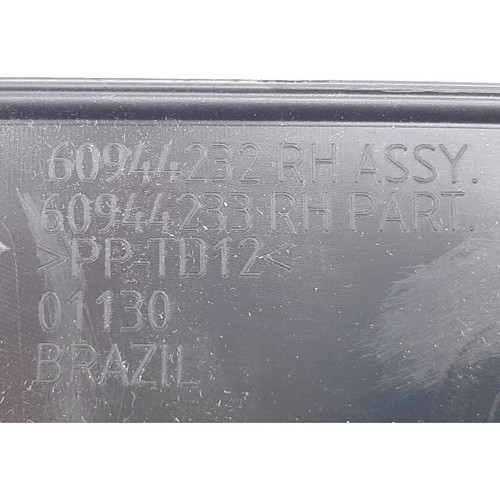 60944232 RH ASSY.
60944233 RH PART.
>PP-TD12<
01130
BRAZIL